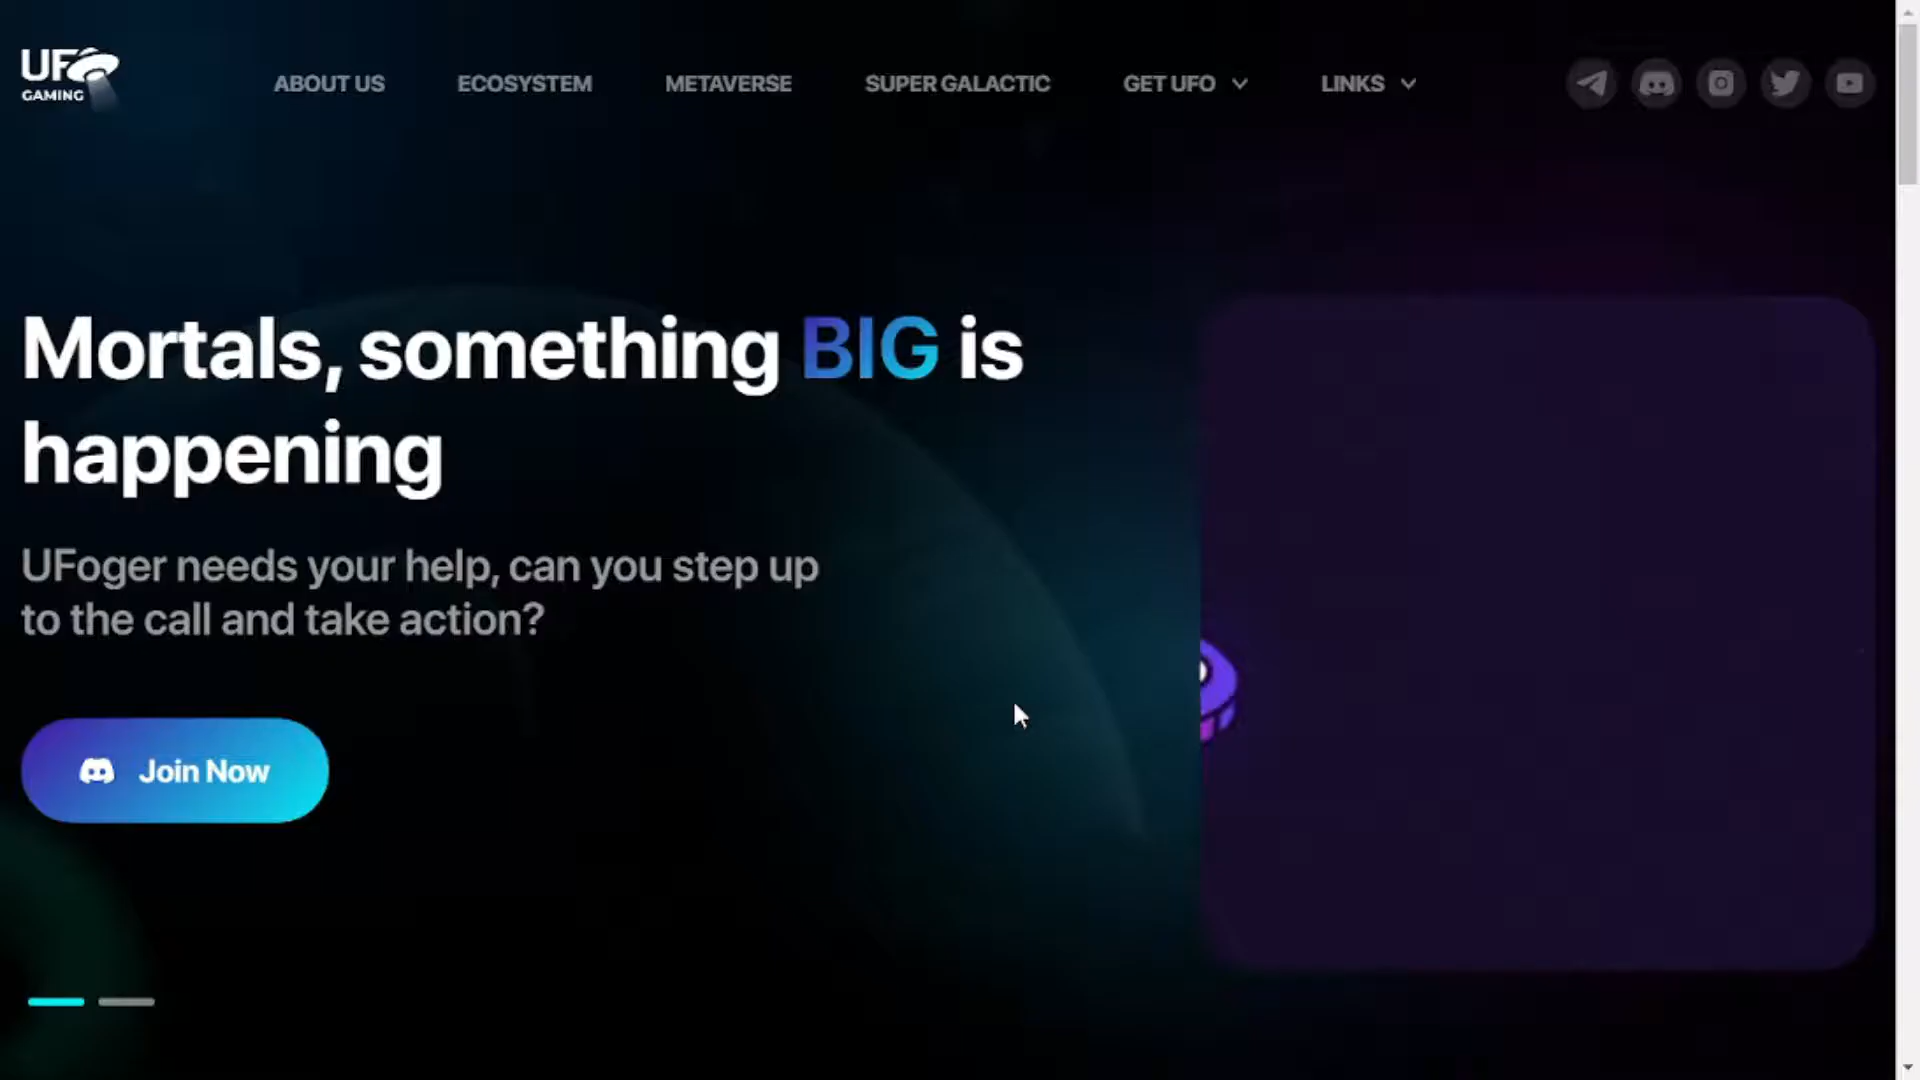 UFO
GAMING
ABOUT US
ECOSYSTEM
METAVERSE
SUPER GALACTIC
GET UFO
LINKS
Mortals, something BIG is
happening
UFoger needs your help, can you step up
to the call and take action?
Join Now